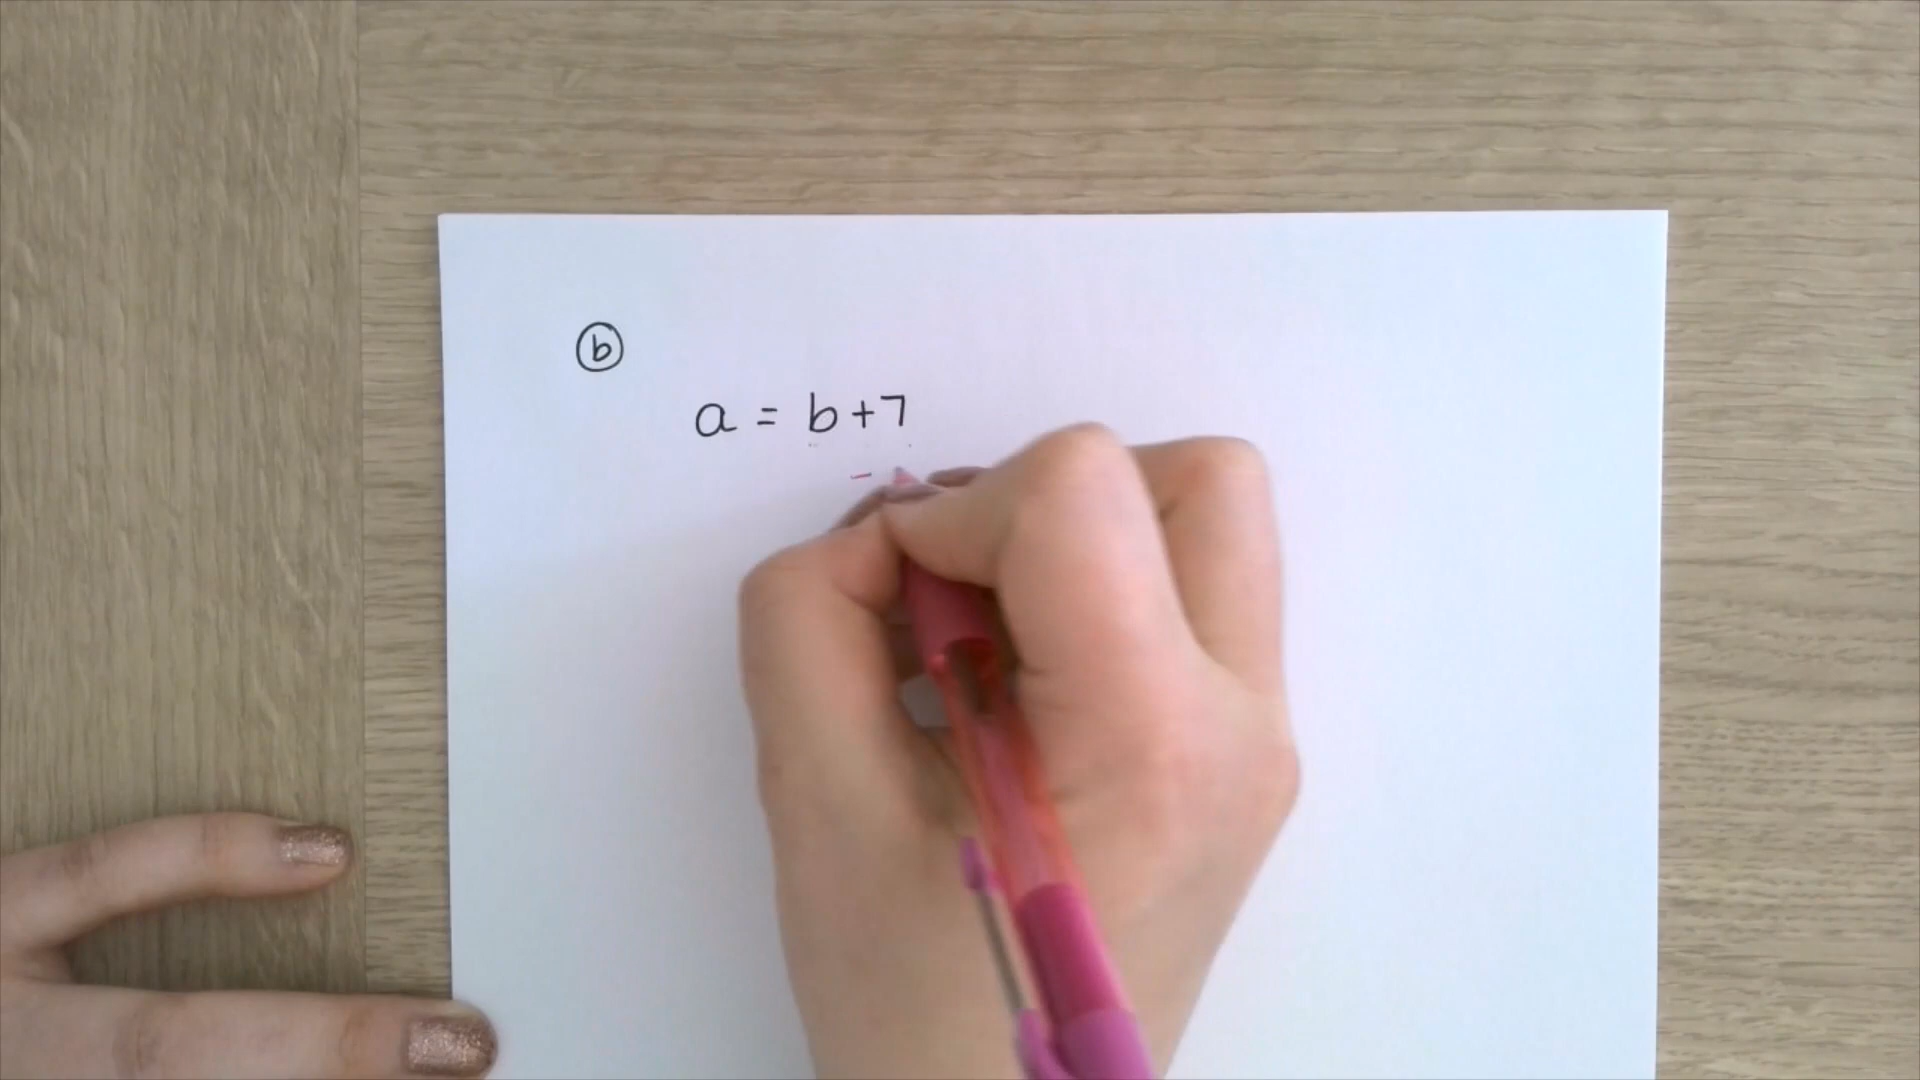 b
a = b + 7
-